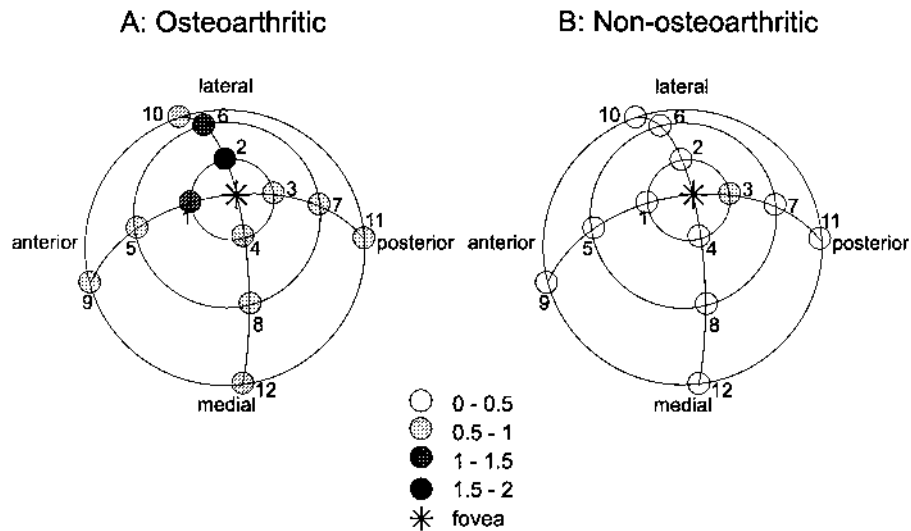 A: Osteoarthritic
B: Non-osteoarthritic
lateral
10
6
2
3
1
7
11
anterior
5
4
posterior
9
8
12
medial
lateral
10
6
2
3
1
7
11
anterior
5
4
posterior
9
8
12
medial
0 - 0.5
0.5 - 1
1 - 1.5
1.5 - 2
fovea